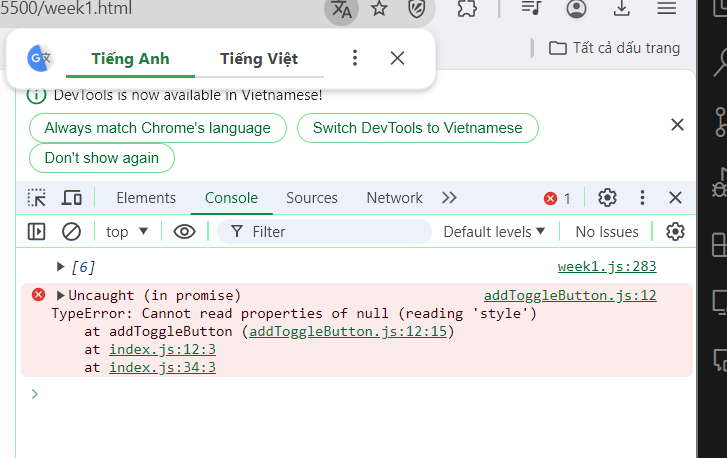 5500/week1.html
Tất cả dấu trang
Tiếng Anh Tiếng Việt
DevTools is now available in Vietnamese!
Always match Chrome's language Switch DevTools to Vietnamese
Don't show again
Elements Console Sources Network 1
top Filter Default levels No Issues
[6] week1.js:283
Uncaught (in promise) addToggleButton.js:12
TypeError: Cannot read properties of null (reading 'style')
at addToggleButton (addToggleButton.js:12:15)
at index.js:12:3
at index.js:34:3